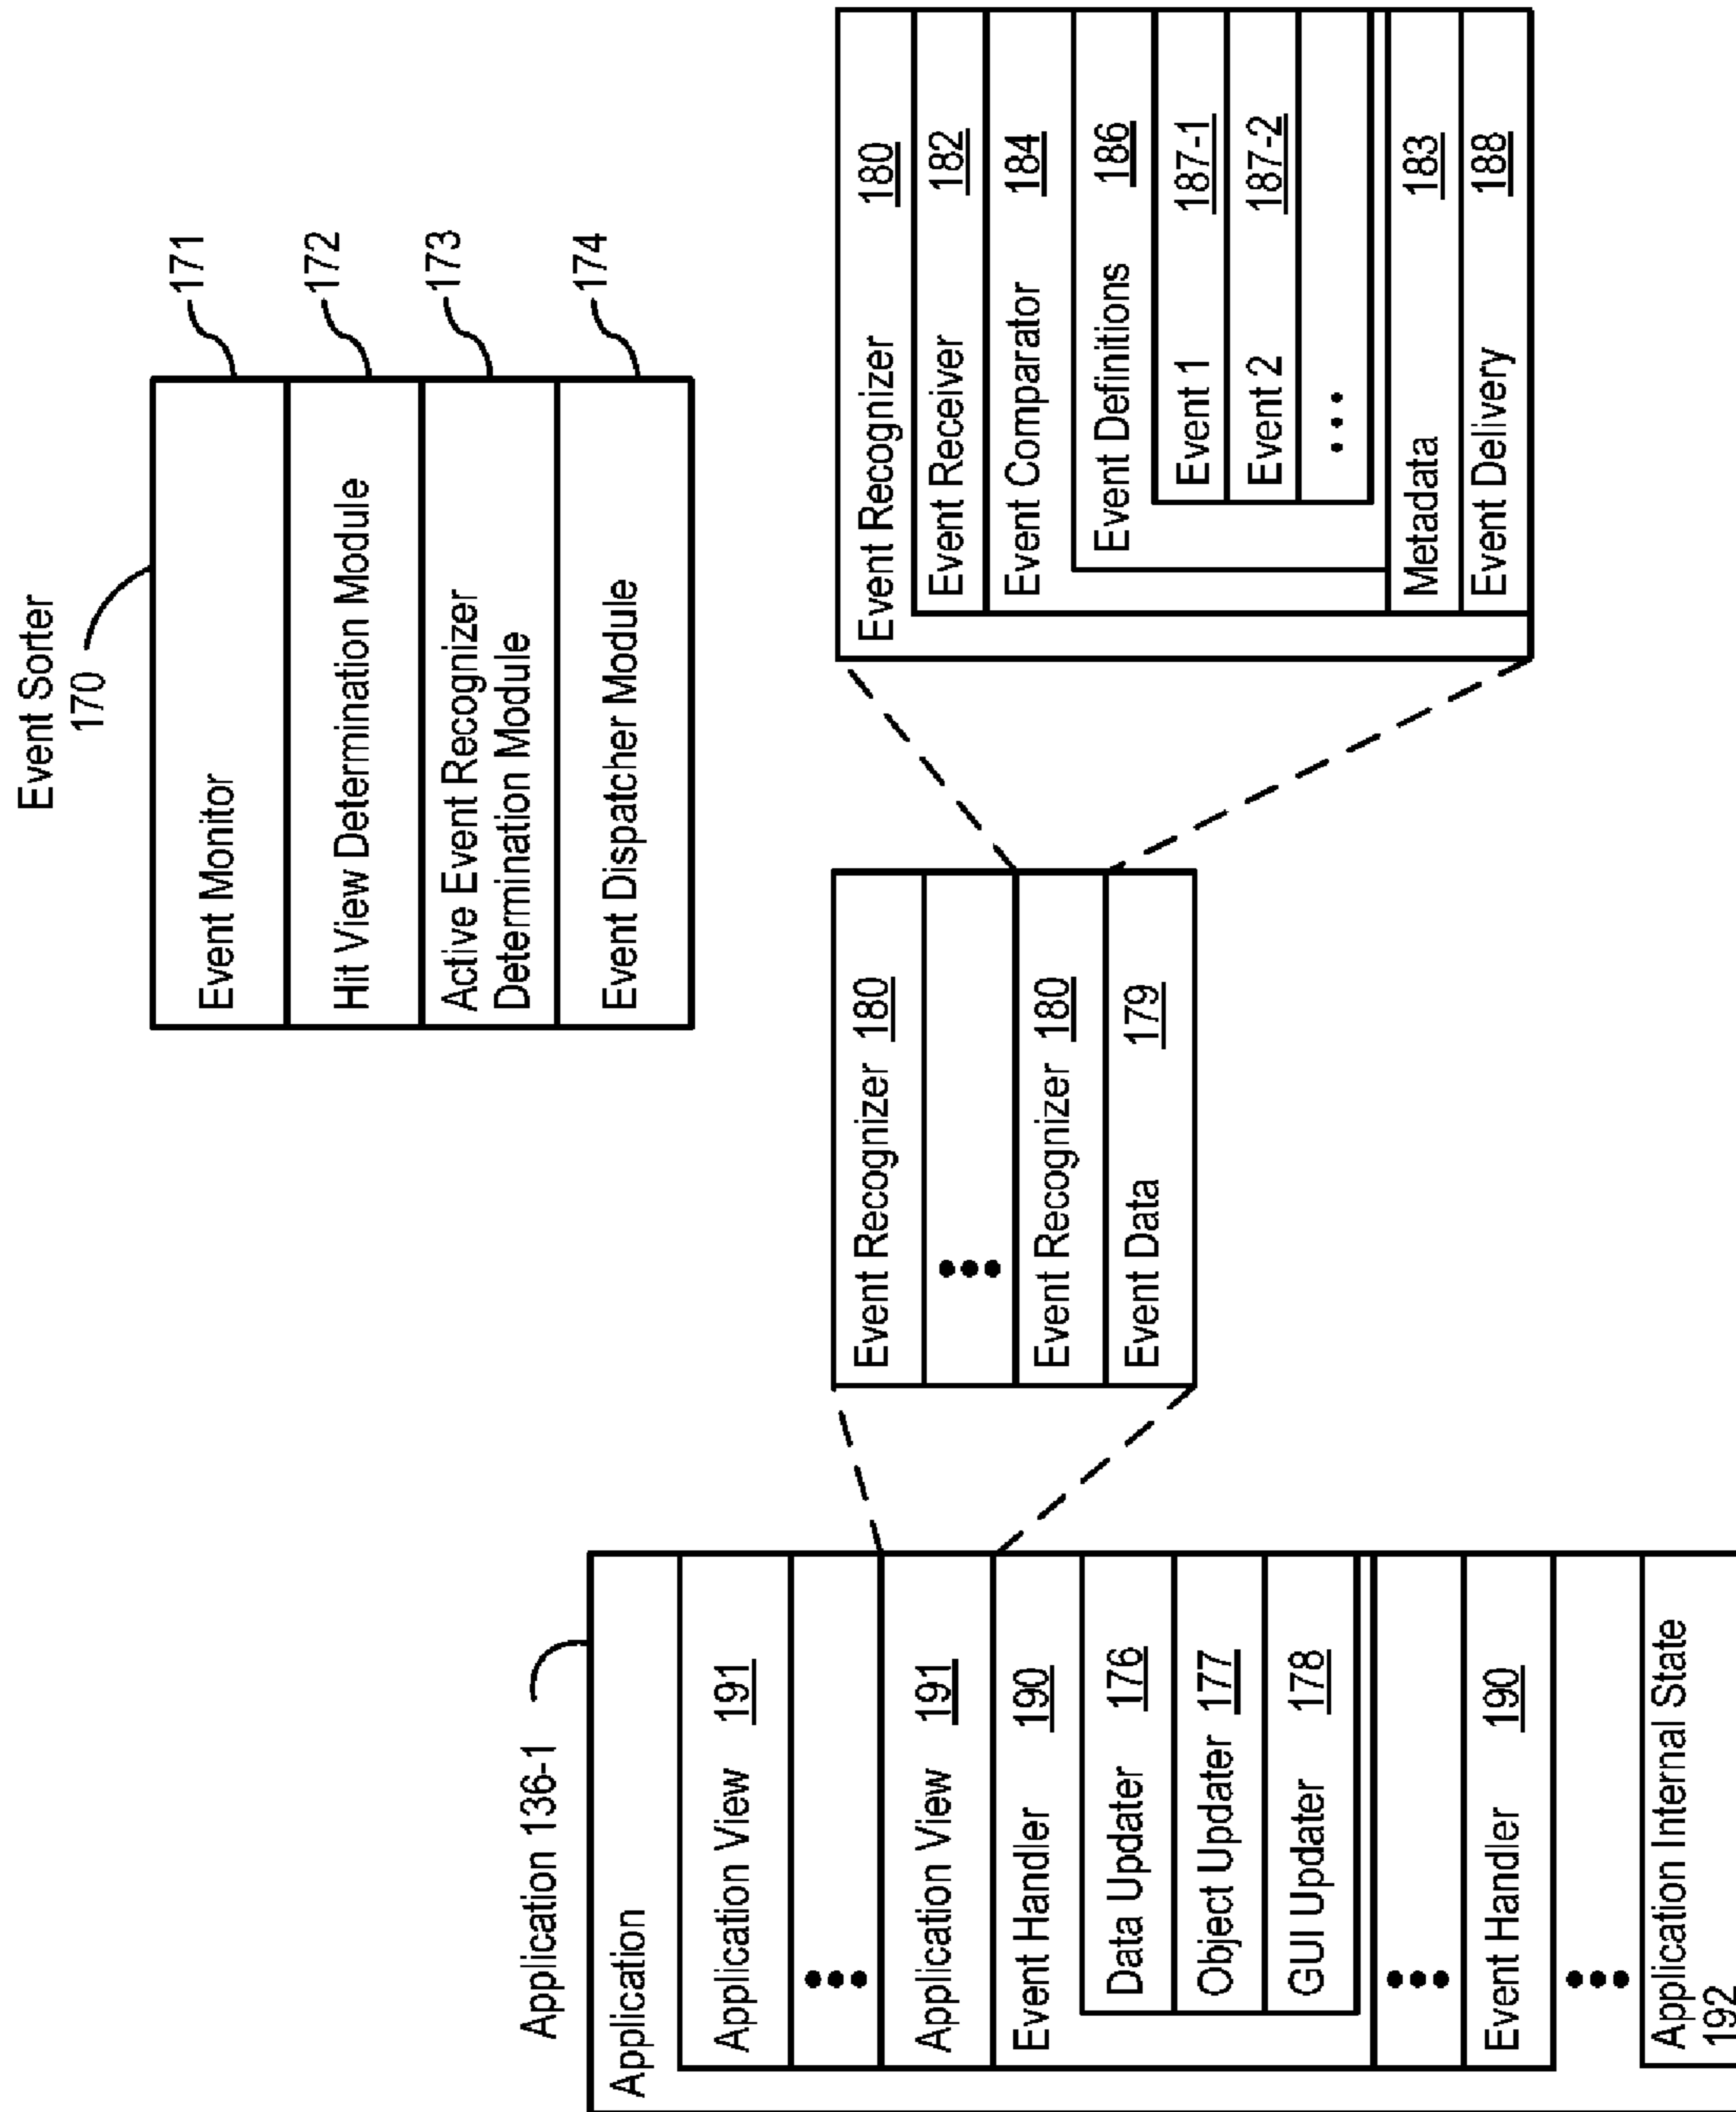 Event Sorter
170
Event Monitor
171
Hit View Determination Module
172
Active Event Recognizer
Determination Module
173
Event Dispatcher Module
174
Application 136-1
Application
Application View 191
•••
Application View 191
Event Handler 190
Data Updater 176
Object Updater 177
GUI Updater 178
•••
Event Handler 190
•••
Application Internal State
192
Event Recognizer 180
•••
Event Recognizer 180
Event Data 179
Event Recognizer 180
Event Receiver 182
Event Comparator 184
Event Definitions 186
Event 1 187-1
Event 2 187-2
•••
Metadata 183
Event Delivery 188